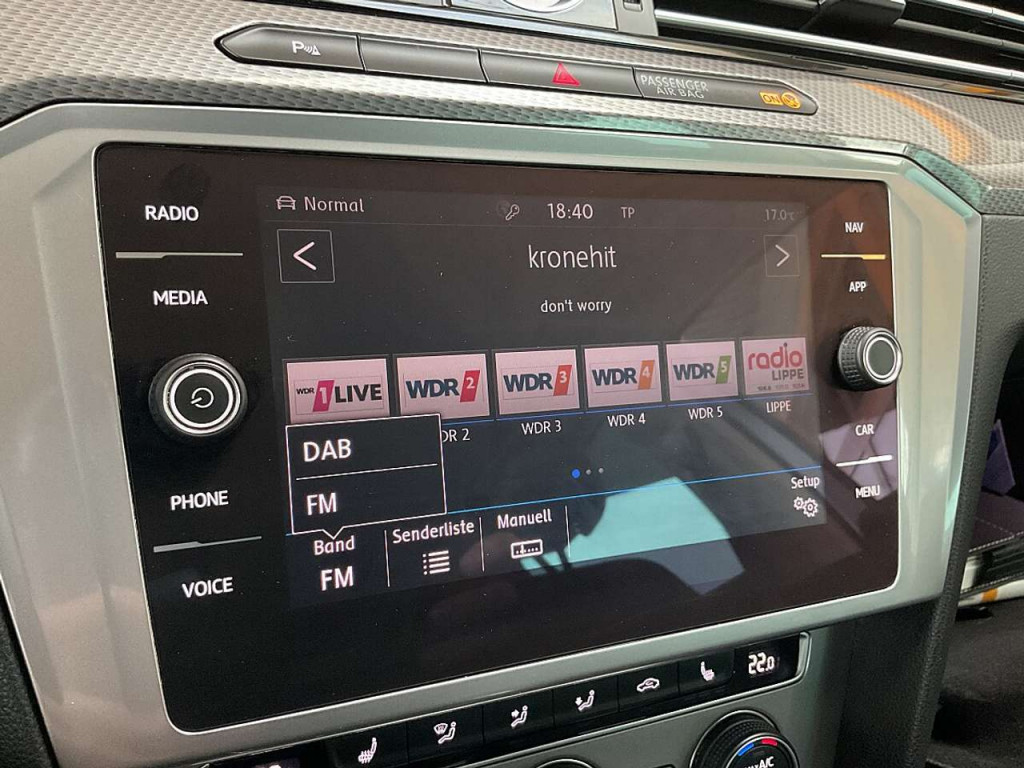 PASSENGER
AIR BAG
ON
RADIO
MEDIA
PHONE
VOICE
NAV
APP
CAR
MENU
Normal
18:40
TP
17.0°C
<
kronehit
>
don't worry
WDR 1LIVE
WDR 2
WDR 3
WDR 4
WDR 5
radio LIPPE
DR 2
WDR 3
WDR 4
WDR 5
LIPPE
DAB
FM
Band
FM
Senderliste
Manuell
Setup
22.0
A/C